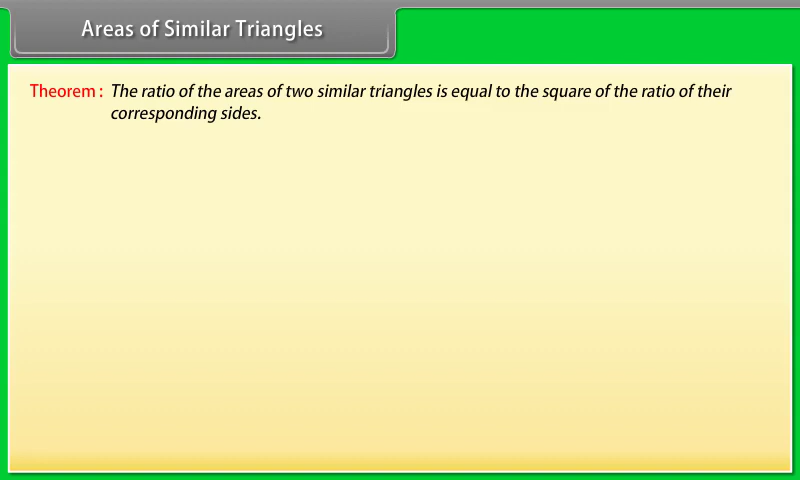 Areas of Similar Triangles
Theorem : The ratio of the areas of two similar triangles is equal to the square of the ratio of their
corresponding sides.